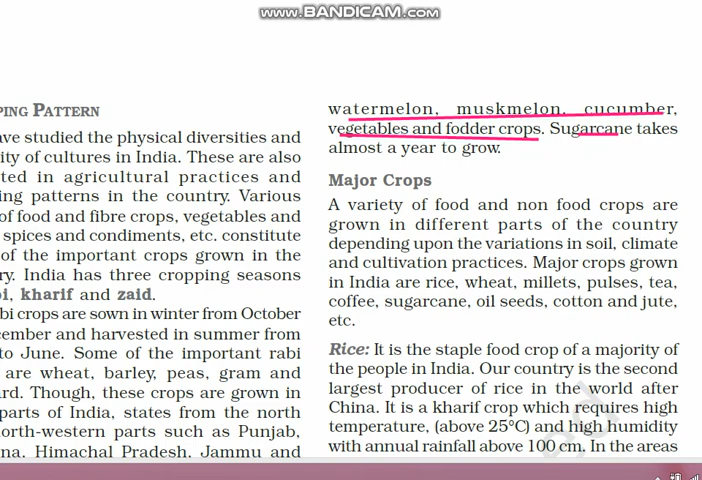 www.BANDICAM.com
PING PATTERN
ave studied the physical diversities and
ity of cultures in India. These are also
ted in agricultural practices and
ing patterns in the country. Various
of food and fibre crops, vegetables and
spices and condiments, etc. constitute
of the important crops grown in the
ry. India has three cropping seasons
bi, kharif and zaid.
bi crops are sown in winter from October
cember and harvested in summer from
to June. Some of the important rabi
are wheat, barley, peas, gram and
ard. Though, these crops are grown in
parts of India, states from the north
north-western parts such as Punjab,
na, Himachal Pradesh, Jammu and
watermelon, muskmelon, cucumber,
vegetables and fodder crops. Sugarcane takes
almost a year to grow.
Major Crops
A variety of food and non food crops are
grown in different parts of the country
depending upon the variations in soil, climate
and cultivation practices. Major crops grown
in India are rice, wheat, millets, pulses, tea,
coffee, sugarcane, oil seeds, cotton and jute,
etc.
Rice: It is the staple food crop of a majority of
the people in India. Our country is the second
largest producer of rice in the world after
China. It is a kharif crop which requires high
temperature, (above 25°C) and high humidity
with annual rainfall above 100 cm. In the areas